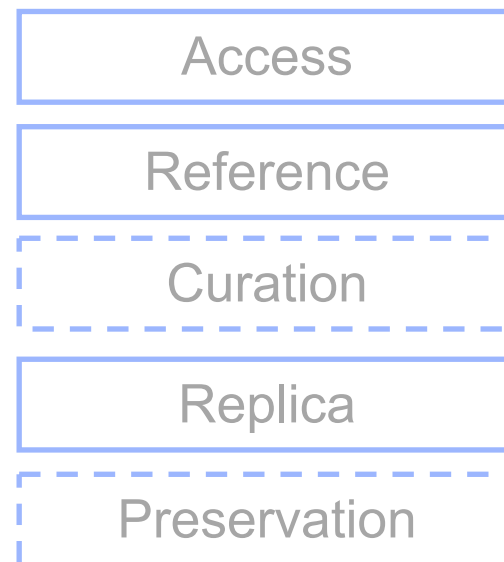 Access
Reference
Curation
Replica
Preservation